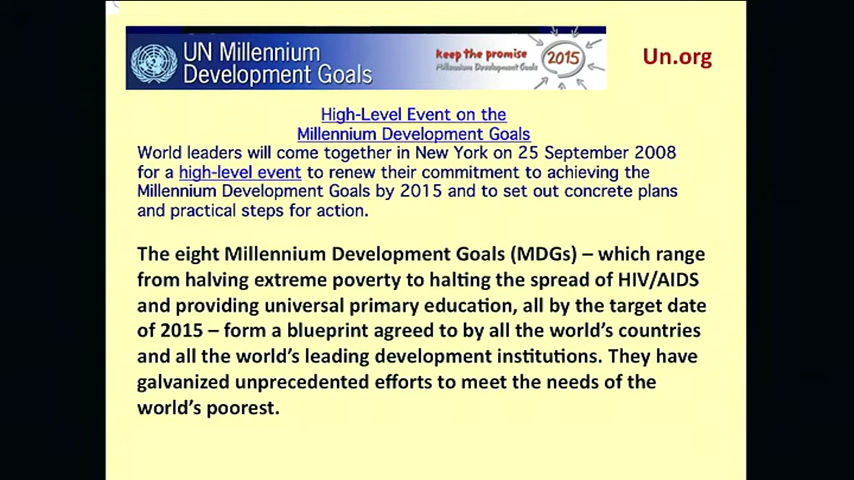 UN Millennium
Development Goals
keep the promise
Millennium Development Goals
2015
Un.org
High-Level Event on the
Millennium Development Goals
World leaders will come together in New York on 25 September 2008
for a high-level event to renew their commitment to achieving the
Millennium Development Goals by 2015 and to set out concrete plans
and practical steps for action.
The eight Millennium Development Goals (MDGs) – which range
from halving extreme poverty to halting the spread of HIV/AIDS
and providing universal primary education, all by the target date
of 2015 – form a blueprint agreed to by all the world's countries
and all the world's leading development institutions. They have
galvanized unprecedented efforts to meet the needs of the
world's poorest.